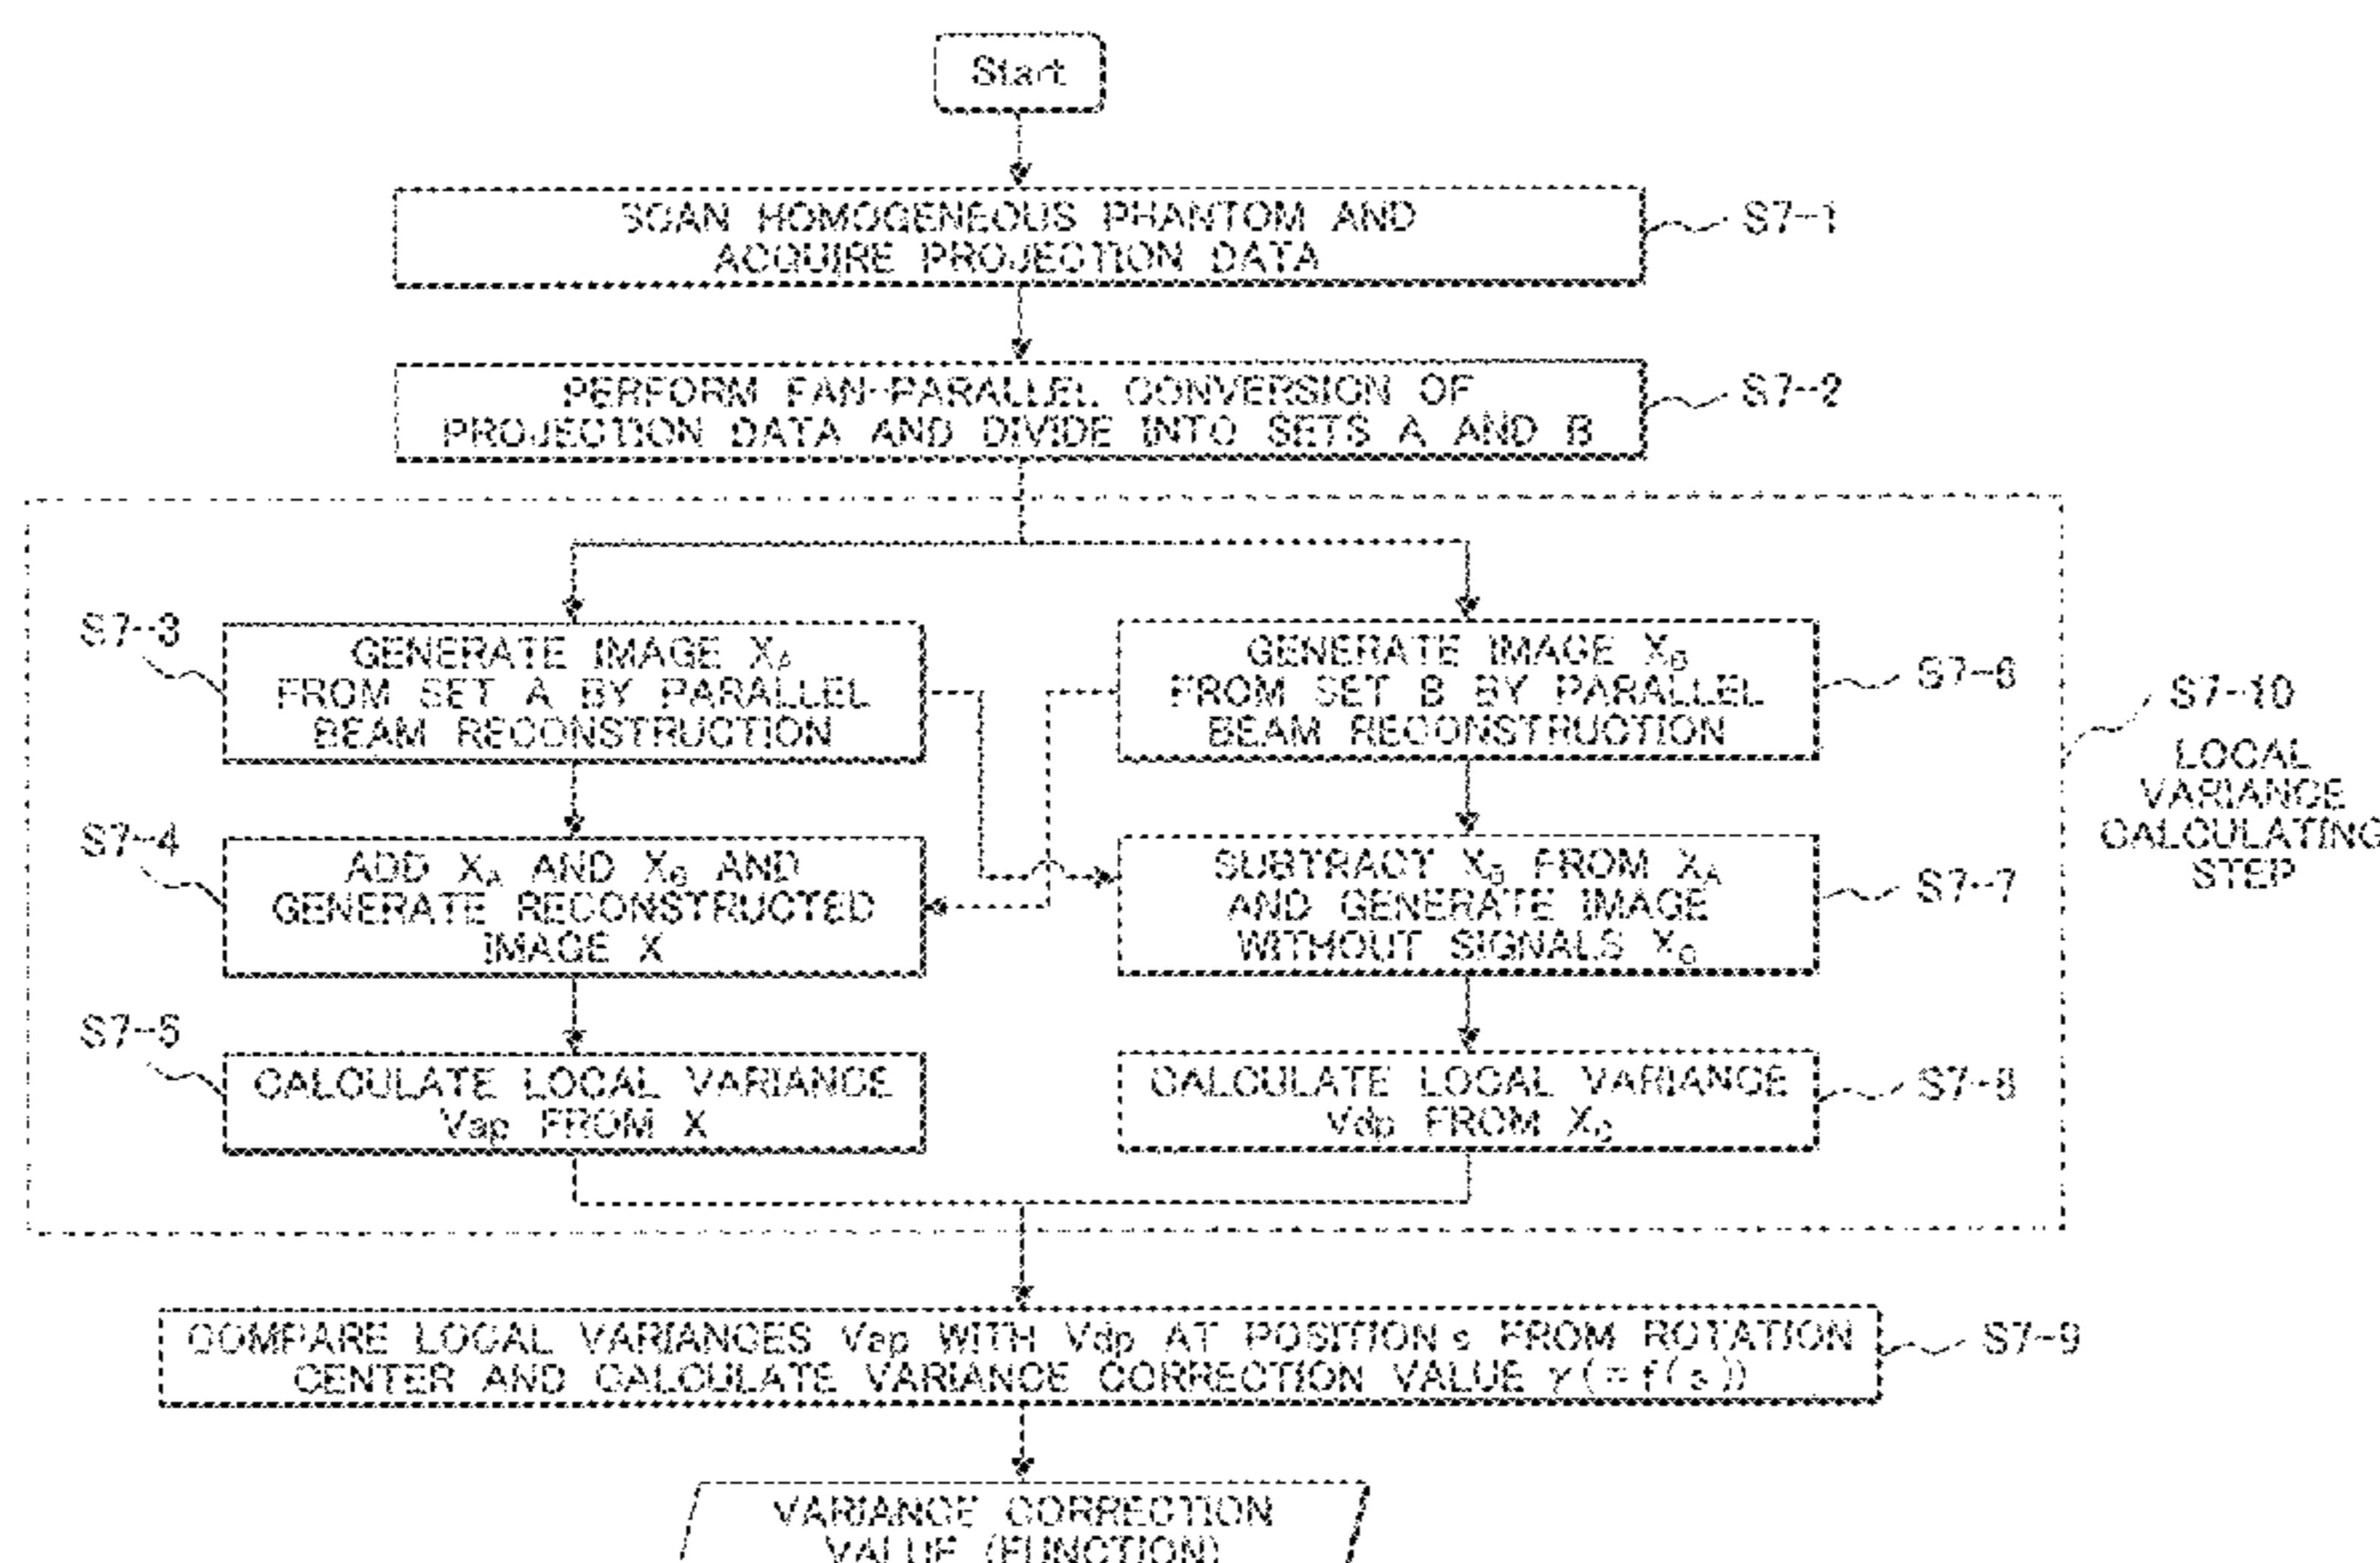 Start
SCAN HOMOGENEOUS PHANTOM AND
ACQUIRE PROJECTION DATA
S7-1
PERFORM FAN-PARALLEL CONVERSION OF
PROJECTION DATA AND DIVIDE INTO SETS A AND B
S7-2
S7-3
GENERATE IMAGE XA
FROM SET A BY PARALLEL
BEAM RECONSTRUCTION
GENERATE IMAGE XB
FROM SET B BY PARALLEL
BEAM RECONSTRUCTION
S7-6
S7-10
LOCAL
VARIANCE
CALCULATING
STEP
S7-4
ADD XA AND XB AND
GENERATE RECONSTRUCTED
IMAGE X
SUBTRACT XB FROM XA
AND GENERATE IMAGE
WITHOUT SIGNALS X0
S7-7
S7-5
CALCULATE LOCAL VARIANCE
Vap FROM X
CALCULATE LOCAL VARIANCE
Vdp FROM X0
S7-8
COMPARE LOCAL VARIANCES Vap WITH Vdp AT POSITION s FROM ROTATION
CENTER AND CALCULATE VARIANCE CORRECTION VALUE γ(=f(s))
S7-9
VARIANCE CORRECTION
VALUE (FUNCTION)